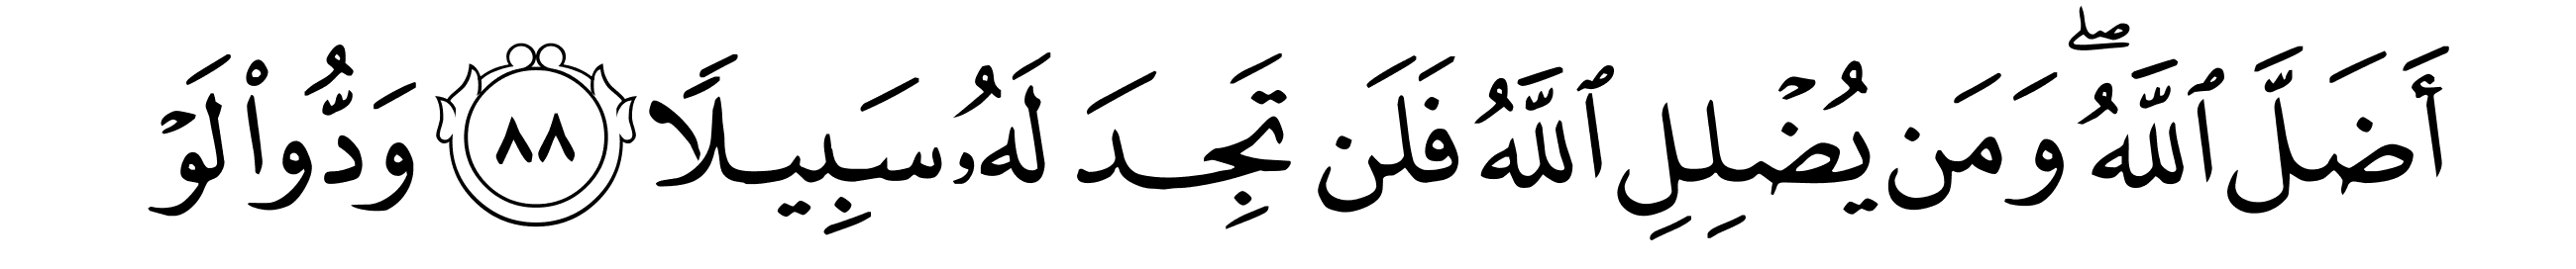 أَضَلَّ ٱللَّهُۖ وَمَن يُضۡلِلِ ٱللَّهُ فَلَن تَجِدَ لَهُۥ سَبِيلًا ٨٨ وَدُّواْ لَوۡ